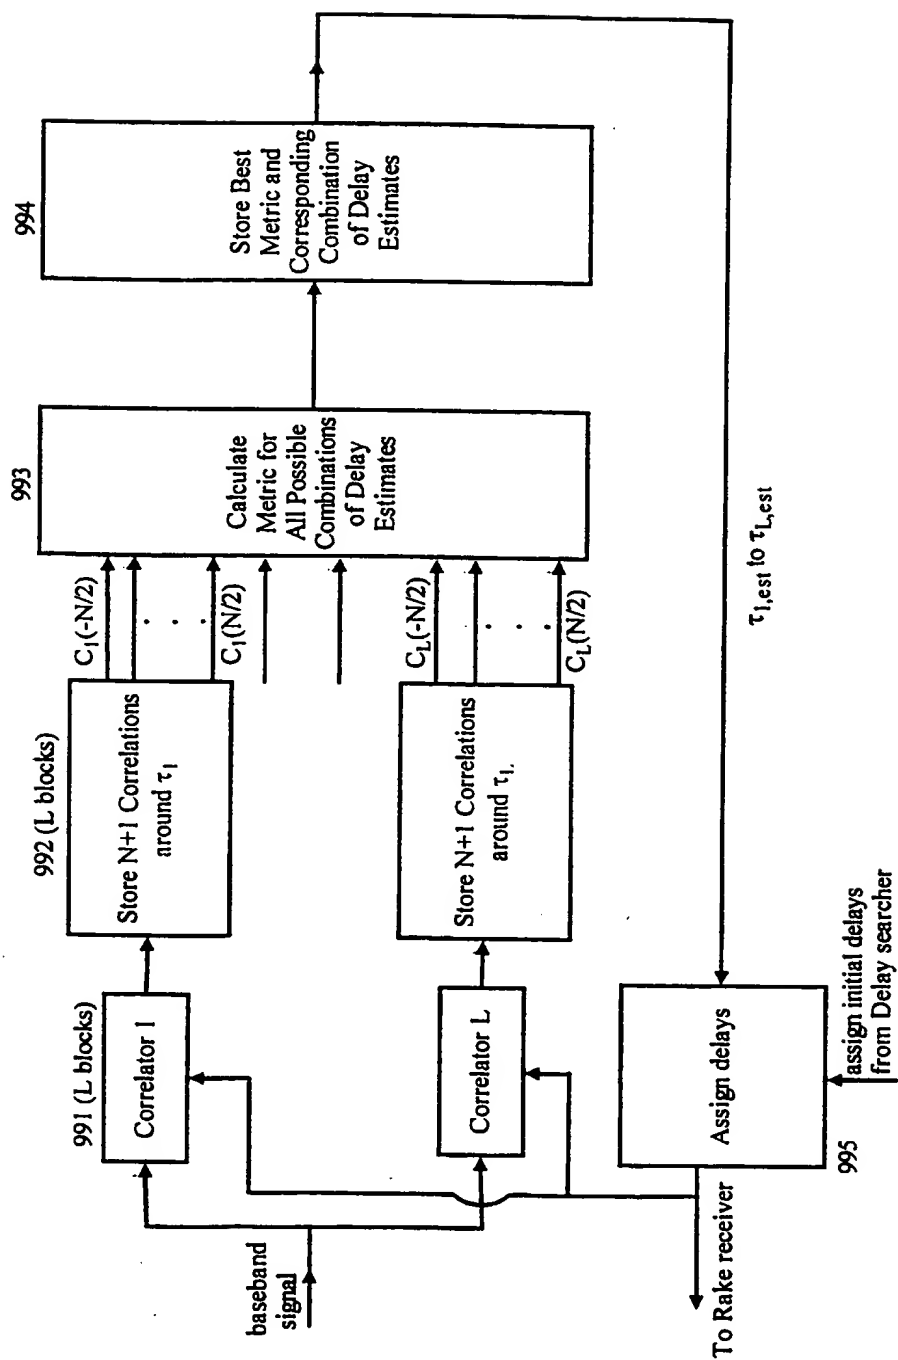 991 (L blocks)
992 (L blocks)
993
994
baseband
signal
Correlator 1
Store N+1 Correlations
around τ1
C1(-N/2)
. . .
C1(N/2)
Calculate
Metric for
All Possible
Combinations
of Delay
Estimates
Store Best
Metric and
Corresponding
Combination
of Delay
Estimates
Correlator L
Store N+1 Correlations
around τL
CL(-N/2)
. . .
CL(N/2)
τ1,est to τL,est
To Rake receiver
Assign delays
995
assign initial delays
from Delay searcher